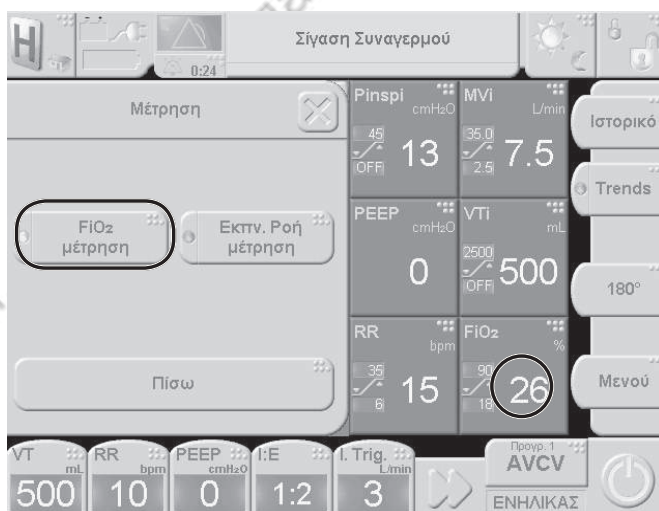 H
0:24
Σίγαση Συναγερμού
Μέτρηση
FiO2 μέτρηση
Εκπν. Ροή μέτρηση
Πίσω
Pinspi cmH2O
45
OFF
13
MVi L/min
35.0
2.5
7.5
PEEP cmH2O
0
VTi mL
2500
OFF
500
RR bpm
35
6
15
FiO2 %
90
18
26
Ιστορικό
Trends
180°
Μενού
VT mL
500
RR bpm
10
PEEP cmH2O
0
I:E
1:2
I. Trig. L/min
3
Προγρ. 1
AVCV
ΕΝΗΛΙΚΑΣ